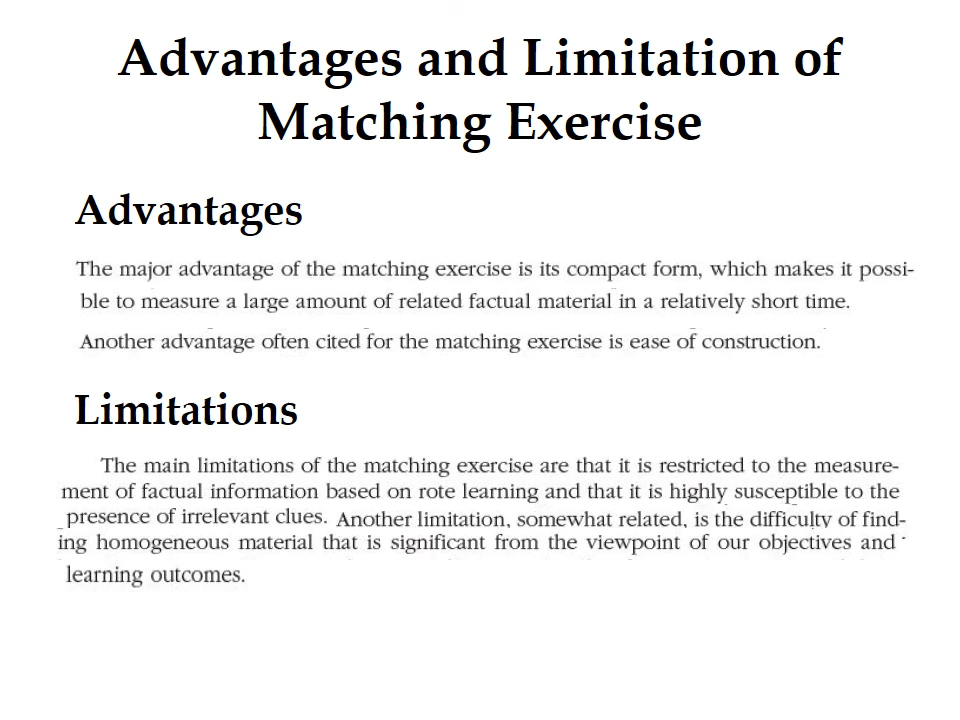 Advantages and Limitation of
Matching Exercise
Advantages
The major advantage of the matching exercise is its compact form, which makes it possi-
ble to measure a large amount of related factual material in a relatively short time.
Another advantage often cited for the matching exercise is ease of construction.
Limitations
The main limitations of the matching exercise are that it is restricted to the measure-
ment of factual information based on rote learning and that it is highly susceptible to the
presence of irrelevant clues. Another limitation, somewhat related, is the difficulty of find-
ing homogeneous material that is significant from the viewpoint of our objectives and
learning outcomes.